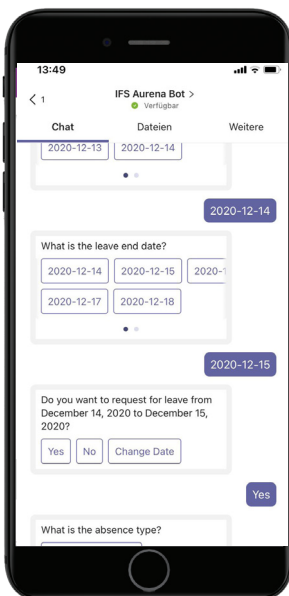 13:49
1
IFS Aurena Bot >
Verfügbar
Chat Dateien Weitere
2020-12-13 2020-12-14
2020-12-14
What is the leave end date?
2020-12-14 2020-12-15 2020-1
2020-12-17 2020-12-18
2020-12-15
Do you want to request for leave from
December 14, 2020 to December 15,
2020?
Yes No Change Date
Yes
What is the absence type?